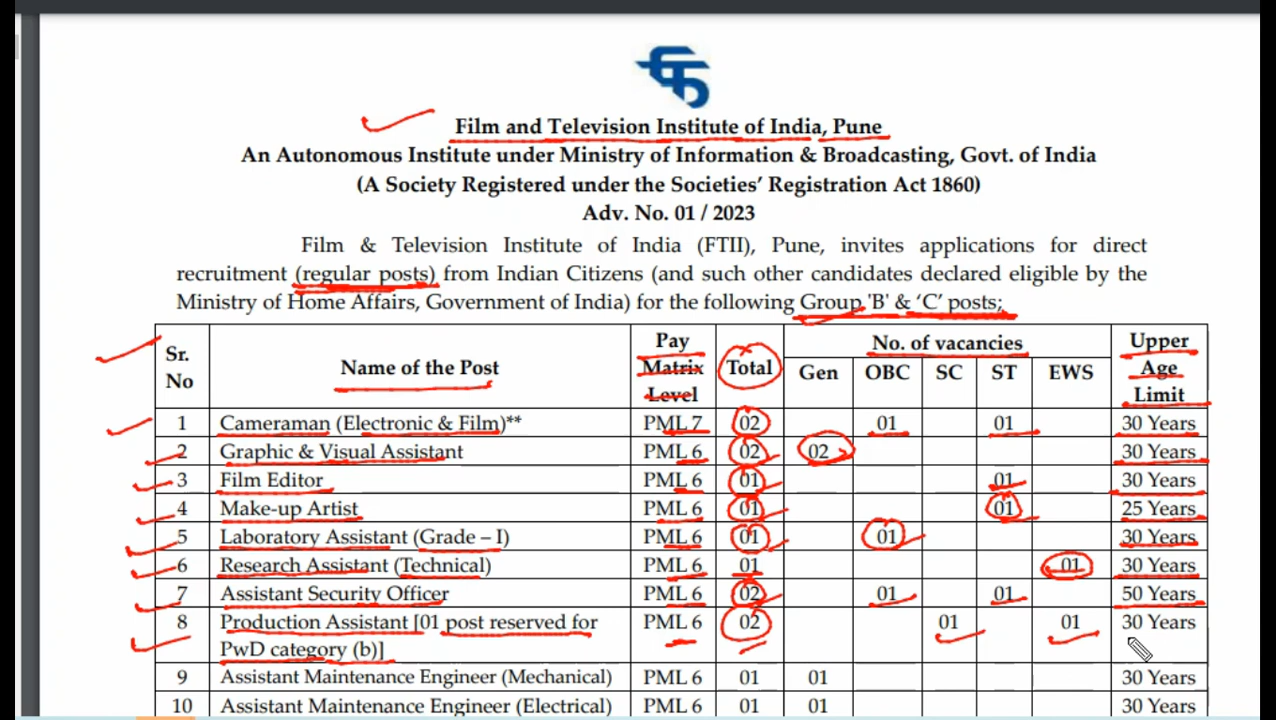 Film and Television Institute of India, Pune
An Autonomous Institute under Ministry of Information & Broadcasting, Govt. of India
(A Society Registered under the Societies' Registration Act 1860)
Adv. No. 01 / 2023
Film & Television Institute of India (FTII), Pune, invites applications for direct
recruitment (regular posts) from Indian Citizens (and such other candidates declared eligible by the
Ministry of Home Affairs, Government of India) for the following Group 'B' & 'C' posts;
Sr. No Name of the Post Pay Matrix Level Total No. of vacancies Upper Age Limit
Gen OBC SC ST EWS
1 Cameraman (Electronic & Film)** PML 7 02 01 01 30 Years
2 Graphic & Visual Assistant PML 6 02 02 30 Years
3 Film Editor PML 6 01 01 30 Years
4 Make-up Artist PML 6 01 01 25 Years
5 Laboratory Assistant (Grade – I) PML 6 01 01 30 Years
6 Research Assistant (Technical) PML 6 01 01 30 Years
7 Assistant Security Officer PML 6 02 01 01 50 Years
8 Production Assistant [01 post reserved for PML 6 02 01 01 30 Years
PwD category (b)]
9 Assistant Maintenance Engineer (Mechanical) PML 6 01 01 30 Years
10 Assistant Maintenance Engineer (Electrical) PML 6 01 01 30 Years